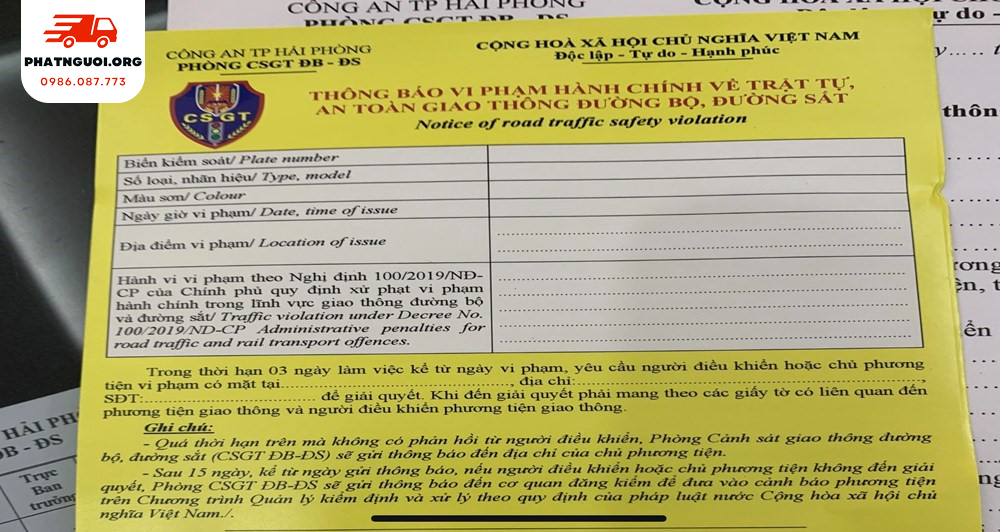 CÔNG AN TP HẢI PHÒNG
PHÒNG CSGT ĐB - ĐS
PHATNGUOI.ORG
0986.087.773
CÔNG AN TP HẢI PHÒNG
PHÒNG CSGT ĐB - ĐS
CỘNG HOÀ XÃ HỘI CHỦ NGHĨA VIỆT NAM
Độc lập - Tự do - Hạnh phúc
CSGT
THÔNG BÁO VI PHẠM HÀNH CHÍNH VỀ TRẬT TỰ,
AN TOÀN GIAO THÔNG ĐƯỜNG BỘ, ĐƯỜNG SẮT
Notice of road traffic safety violation
Biển kiểm soát/ Plate number
Số loại, nhãn hiệu/ Type, model
Màu sơn/ Colour
Ngày giờ vi phạm/ Date, time of issue
Địa điểm vi phạm/ Location of issue
Hành vi vi phạm theo Nghị định 100/2019/NĐ-
CP của Chính phủ quy định xử phạt vi phạm
hành chính trong lĩnh vực giao thông đường bộ
và đường sắt/ Traffic violation under Decree No.
100/2019/ND-CP Administrative penalties for
road traffic and rail transport offences.
Trong thời hạn 03 ngày làm việc kể từ ngày vi phạm, yêu cầu người điều khiển hoặc chủ phương
tiện vi phạm có mặt tại......................................................, địa chỉ:......................................................,
SĐT:........................................ để giải quyết. Khi đến giải quyết phải mang theo các giấy tờ có liên quan đến
phương tiện giao thông và người điều khiển phương tiện giao thông.
Ghi chú:
- Quá thời hạn trên mà không có phản hồi từ người điều khiển, Phòng Cảnh sát giao thông đường
bộ, đường sắt (CSGT ĐB-ĐS) sẽ gửi thông báo đến địa chỉ của chủ phương tiện.
- Sau 15 ngày, kể từ ngày gửi thông báo, nếu người điều khiển hoặc chủ phương tiện không đến giải
quyết, Phòng CSGT ĐB-ĐS sẽ gửi thông báo đến cơ quan đăng kiểm để đưa vào cảnh báo phương tiện
trên Chương trình Quản lý kiểm định và xử lý theo quy định của pháp luật nước Cộng hòa xã hội chủ
nghĩa Việt Nam./.
HẢI PH
ĐB - ĐS
Trực
Ban
trưởng